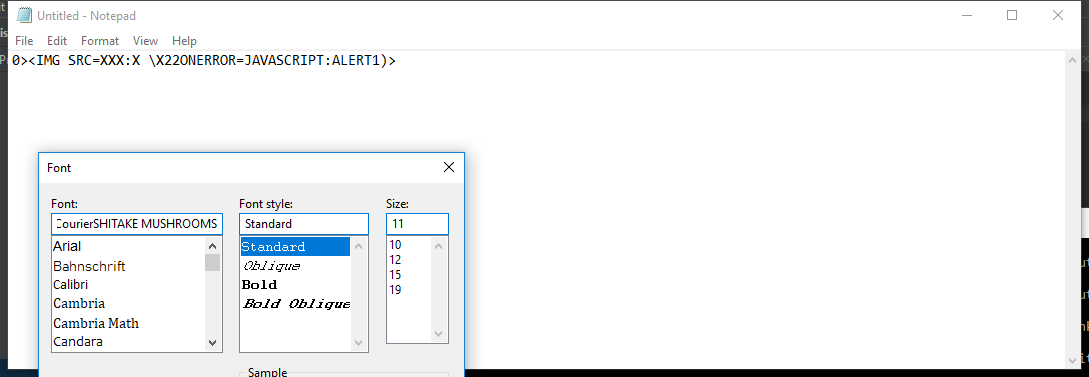 Untitled - Notepad
File Edit Format View Help
0><IMG SRC=XXX:X \X22ONERROR=JAVASCRIPT:ALERT1)>
Font
Font: Font style: Size:
CourierSHITAKE MUSHROOMS Standard 11
Arial
Bahnschrift
Calibri
Cambria
Cambria Math
Candara
Standard
Oblique
Bold
Bold Oblique
10
12
15
19
Sample